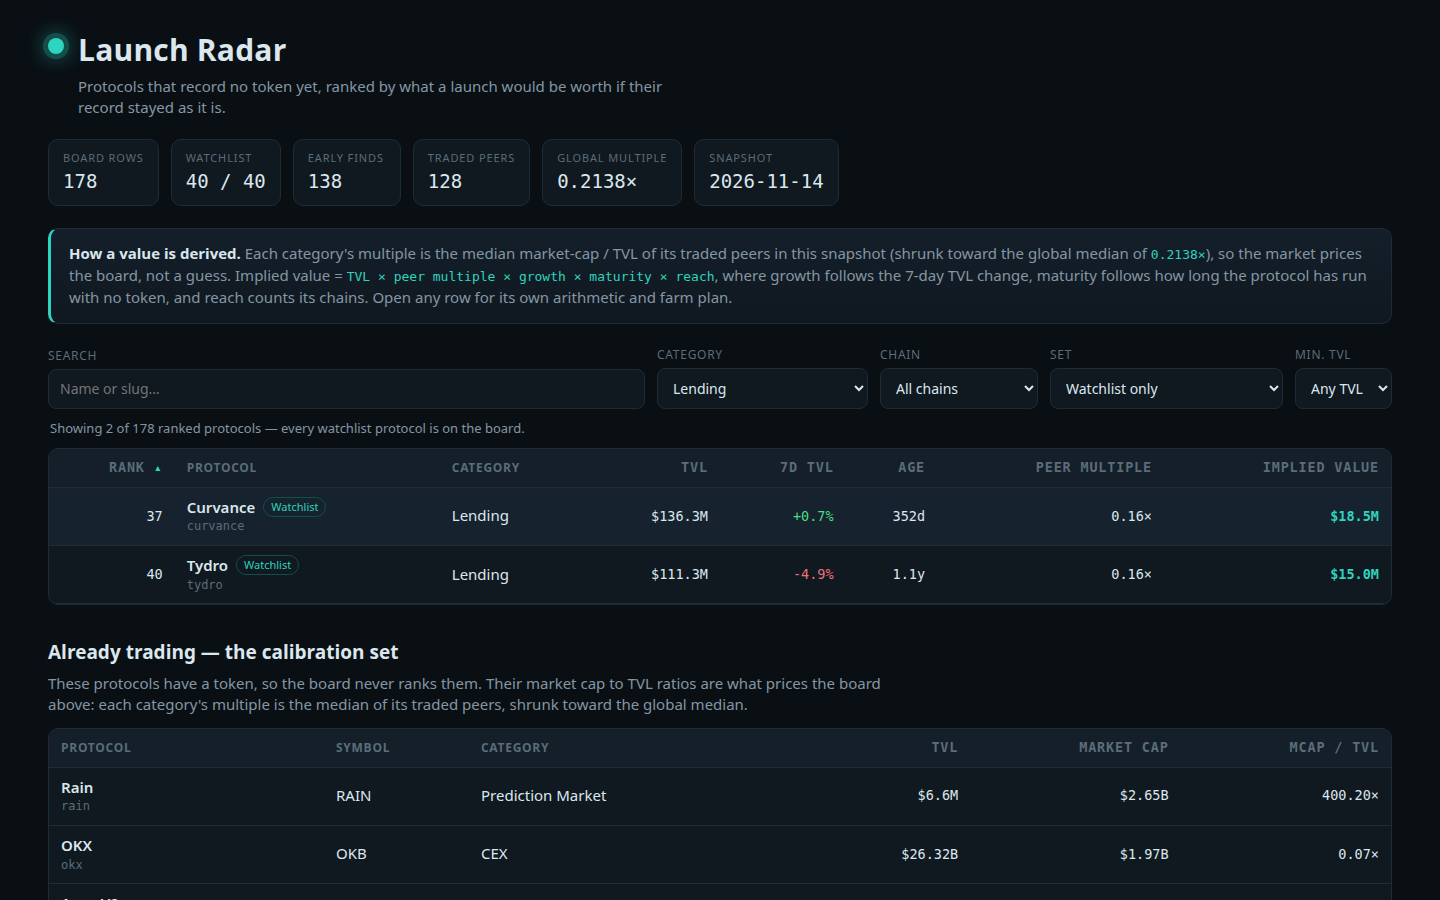 Launch Radar
Protocols that record no token yet, ranked by what a launch would be worth if their
record stayed as it is.
BOARD ROWS
178
WATCHLIST
40 / 40
EARLY FINDS
138
TRADED PEERS
128
GLOBAL MULTIPLE
0.2138×
SNAPSHOT
2026-11-14
How a value is derived. Each category's multiple is the median market-cap / TVL of its traded peers in this snapshot (shrunk toward the global median of 0.2138×), so the market prices
the board, not a guess. Implied value = TVL × peer multiple × growth × maturity × reach, where growth follows the 7-day TVL change, maturity follows how long the protocol has run
with no token, and reach counts its chains. Open any row for its own arithmetic and farm plan.
SEARCH
Name or slug...
CATEGORY
Lending
CHAIN
All chains
SET
Watchlist only
MIN. TVL
Any TVL
Showing 2 of 178 ranked protocols — every watchlist protocol is on the board.
RANK ▲ PROTOCOL CATEGORY TVL 7D TVL AGE PEER MULTIPLE IMPLIED VALUE
37 Curvance Watchlist Lending $136.3M +0.7% 352d 0.16× $18.5M
curvance
40 Tydro Watchlist Lending $111.3M -4.9% 1.1y 0.16× $15.0M
tydro
Already trading — the calibration set
These protocols have a token, so the board never ranks them. Their market cap to TVL ratios are what prices the board
above: each category's multiple is the median of its traded peers, shrunk toward the global median.
PROTOCOL SYMBOL CATEGORY TVL MARKET CAP MCAP / TVL
Rain RAIN Prediction Market $6.6M $2.65B 400.20×
rain
OKX OKB CEX $26.32B $1.97B 0.07×
okx